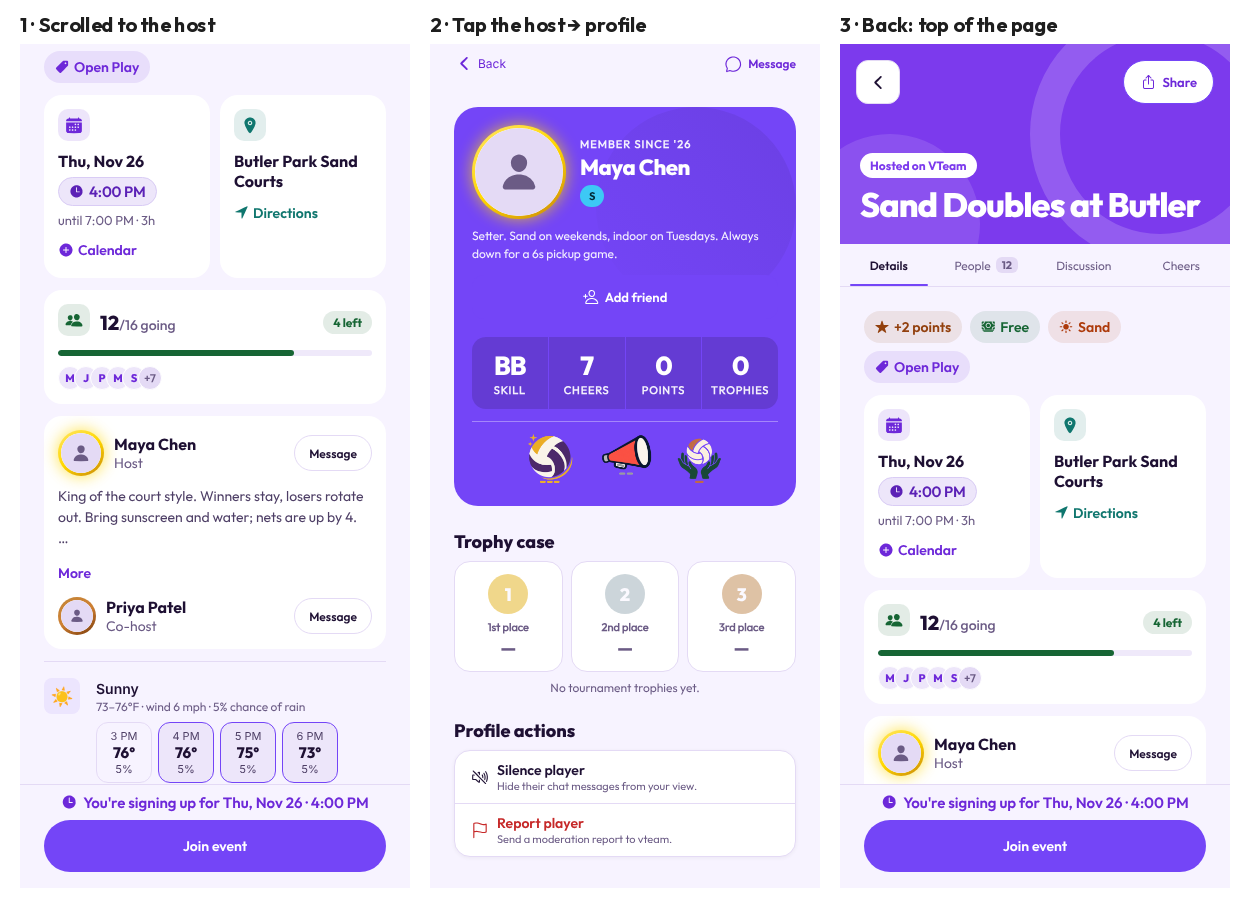 1 · Scrolled to the host
Open Play
Thu, Nov 26
4:00 PM
until 7:00 PM · 3h
Calendar
Butler Park Sand
Courts
Directions
12/16 going
4 left
M J P M S +7
Maya Chen
Host
Message
King of the court style. Winners stay, losers rotate
out. Bring sunscreen and water; nets are up by 4.
...
More
Priya Patel
Co-host
Message
Sunny
73–76°F · wind 6 mph · 5% chance of rain
3 PM 4 PM 5 PM 6 PM
76° 76° 75° 73°
5% 5% 5% 5%
You're signing up for Thu, Nov 26 · 4:00 PM
Join event
2 · Tap the host → profile
Back
Message
MEMBER SINCE '26
Maya Chen
S
Setter. Sand on weekends, indoor on Tuesdays. Always
down for a 6s pickup game.
Add friend
BB 7 0 0
SKILL CHEERS POINTS TROPHIES
Trophy case
1 2 3
1st place 2nd place 3rd place
— — —
No tournament trophies yet.
Profile actions
Silence player
Hide their chat messages from your view.
Report player
Send a moderation report to vteam.
3 · Back: top of the page
Share
Hosted on VTeam
Sand Doubles at Butler
Details People 12 Discussion Cheers
+2 points Free Sand
Open Play
Thu, Nov 26
4:00 PM
until 7:00 PM · 3h
Calendar
Butler Park Sand
Courts
Directions
12/16 going
4 left
M J P M S +7
Maya Chen
Host
Message
You're signing up for Thu, Nov 26 · 4:00 PM
Join event